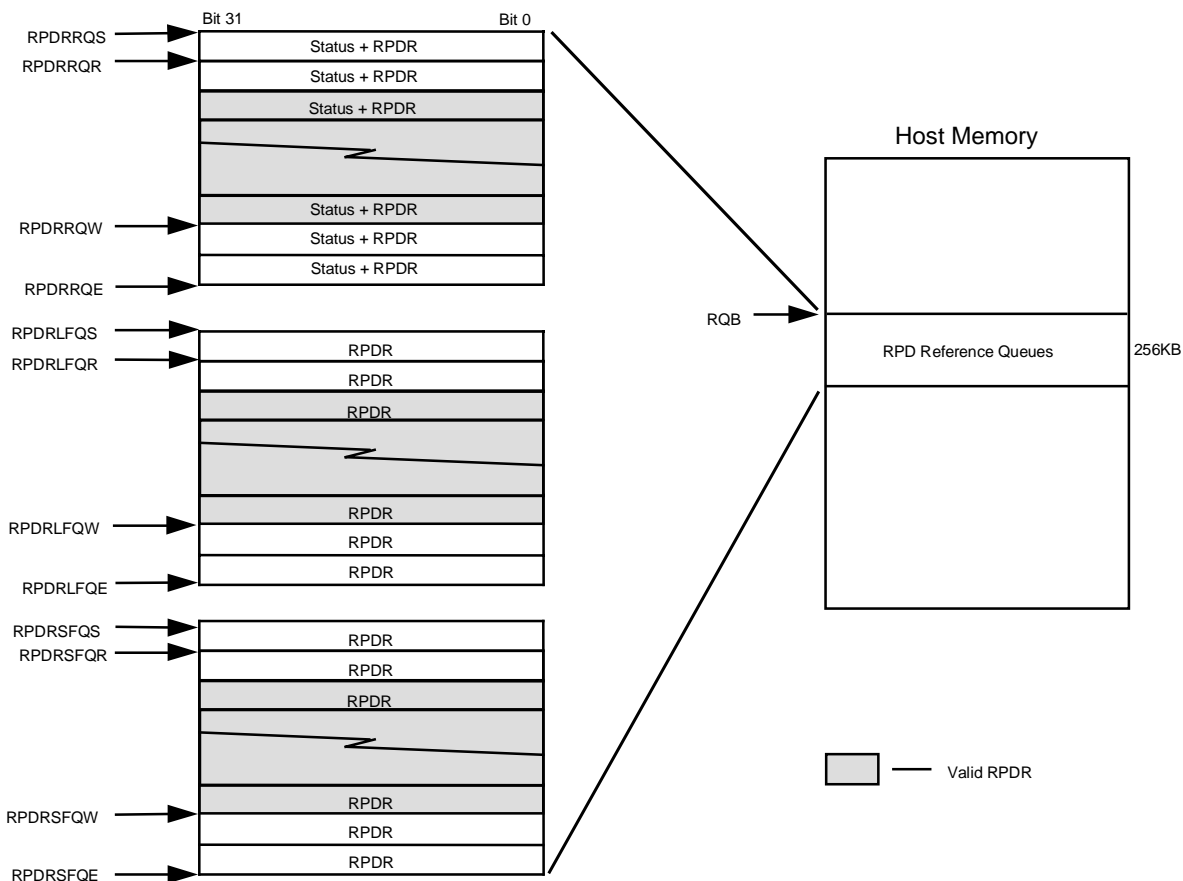 Bit 31
Bit 0
RPDRRQS
Status + RPDR
RPDRRQR
Status + RPDR
Status + RPDR
Status + RPDR
RPDRRQW
Status + RPDR
Status + RPDR
RPDRRQE
RPDRLFQS
RPDR
RPDRLFQR
RPDR
RPDR
RPDR
RPDRLFQW
RPDR
RPDR
RPDRLFQE
RPDRSFQS
RPDR
RPDRSFQR
RPDR
RPDR
RPDR
RPDRSFQW
RPDR
RPDR
RPDRSFQE
Host Memory
RQB
RPD Reference Queues
256KB
Valid RPDR